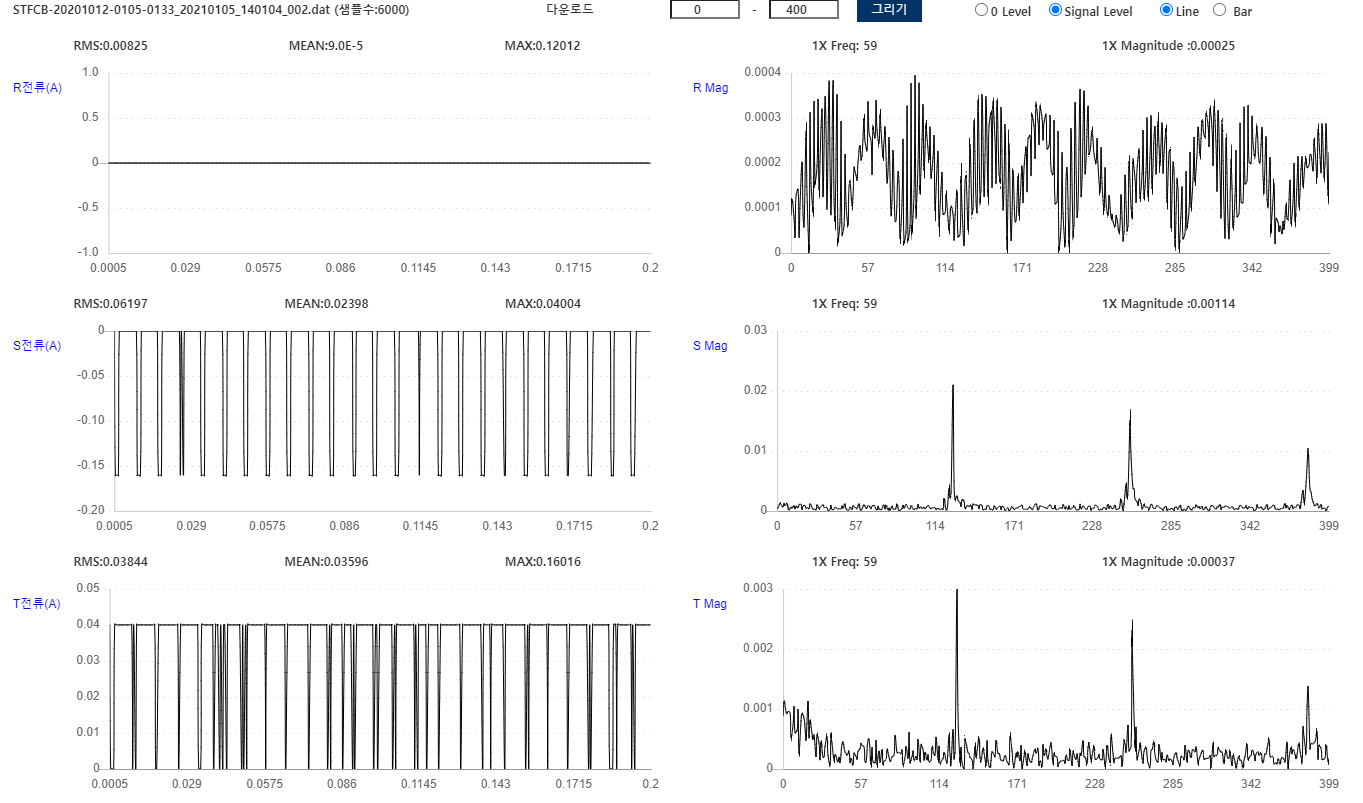 STFCB-20201012-0105-0133_20210105_140104_002.dat (샘플수:6000) 다운로드 0 - 400 그리기 0 Level Signal Level Line Bar
RMS:0.00825 MEAN:9.0E-5 MAX:0.12012 1X Freq: 59 1X Magnitude :0.00025
R전류(A)
1.0
0.5
0
-0.5
-1.0
0.0005 0.029 0.0575 0.086 0.1145 0.143 0.1715 0.2
R Mag
0.0004
0.0003
0.0002
0.0001
0
0 57 114 171 228 285 342 399
RMS:0.06197 MEAN:0.02398 MAX:0.04004 1X Freq: 59 1X Magnitude :0.00114
S전류(A)
0
-0.05
-0.10
-0.15
-0.20
0.0005 0.029 0.0575 0.086 0.1145 0.143 0.1715 0.2
S Mag
0.03
0.02
0.01
0
0 57 114 171 228 285 342 399
RMS:0.03844 MEAN:0.03596 MAX:0.16016 1X Freq: 59 1X Magnitude :0.00037
T전류(A)
0.05
0.04
0.03
0.02
0.01
0
0.0005 0.029 0.0575 0.086 0.1145 0.143 0.1715 0.2
T Mag
0.003
0.002
0.001
0
0 57 114 171 228 285 342 399